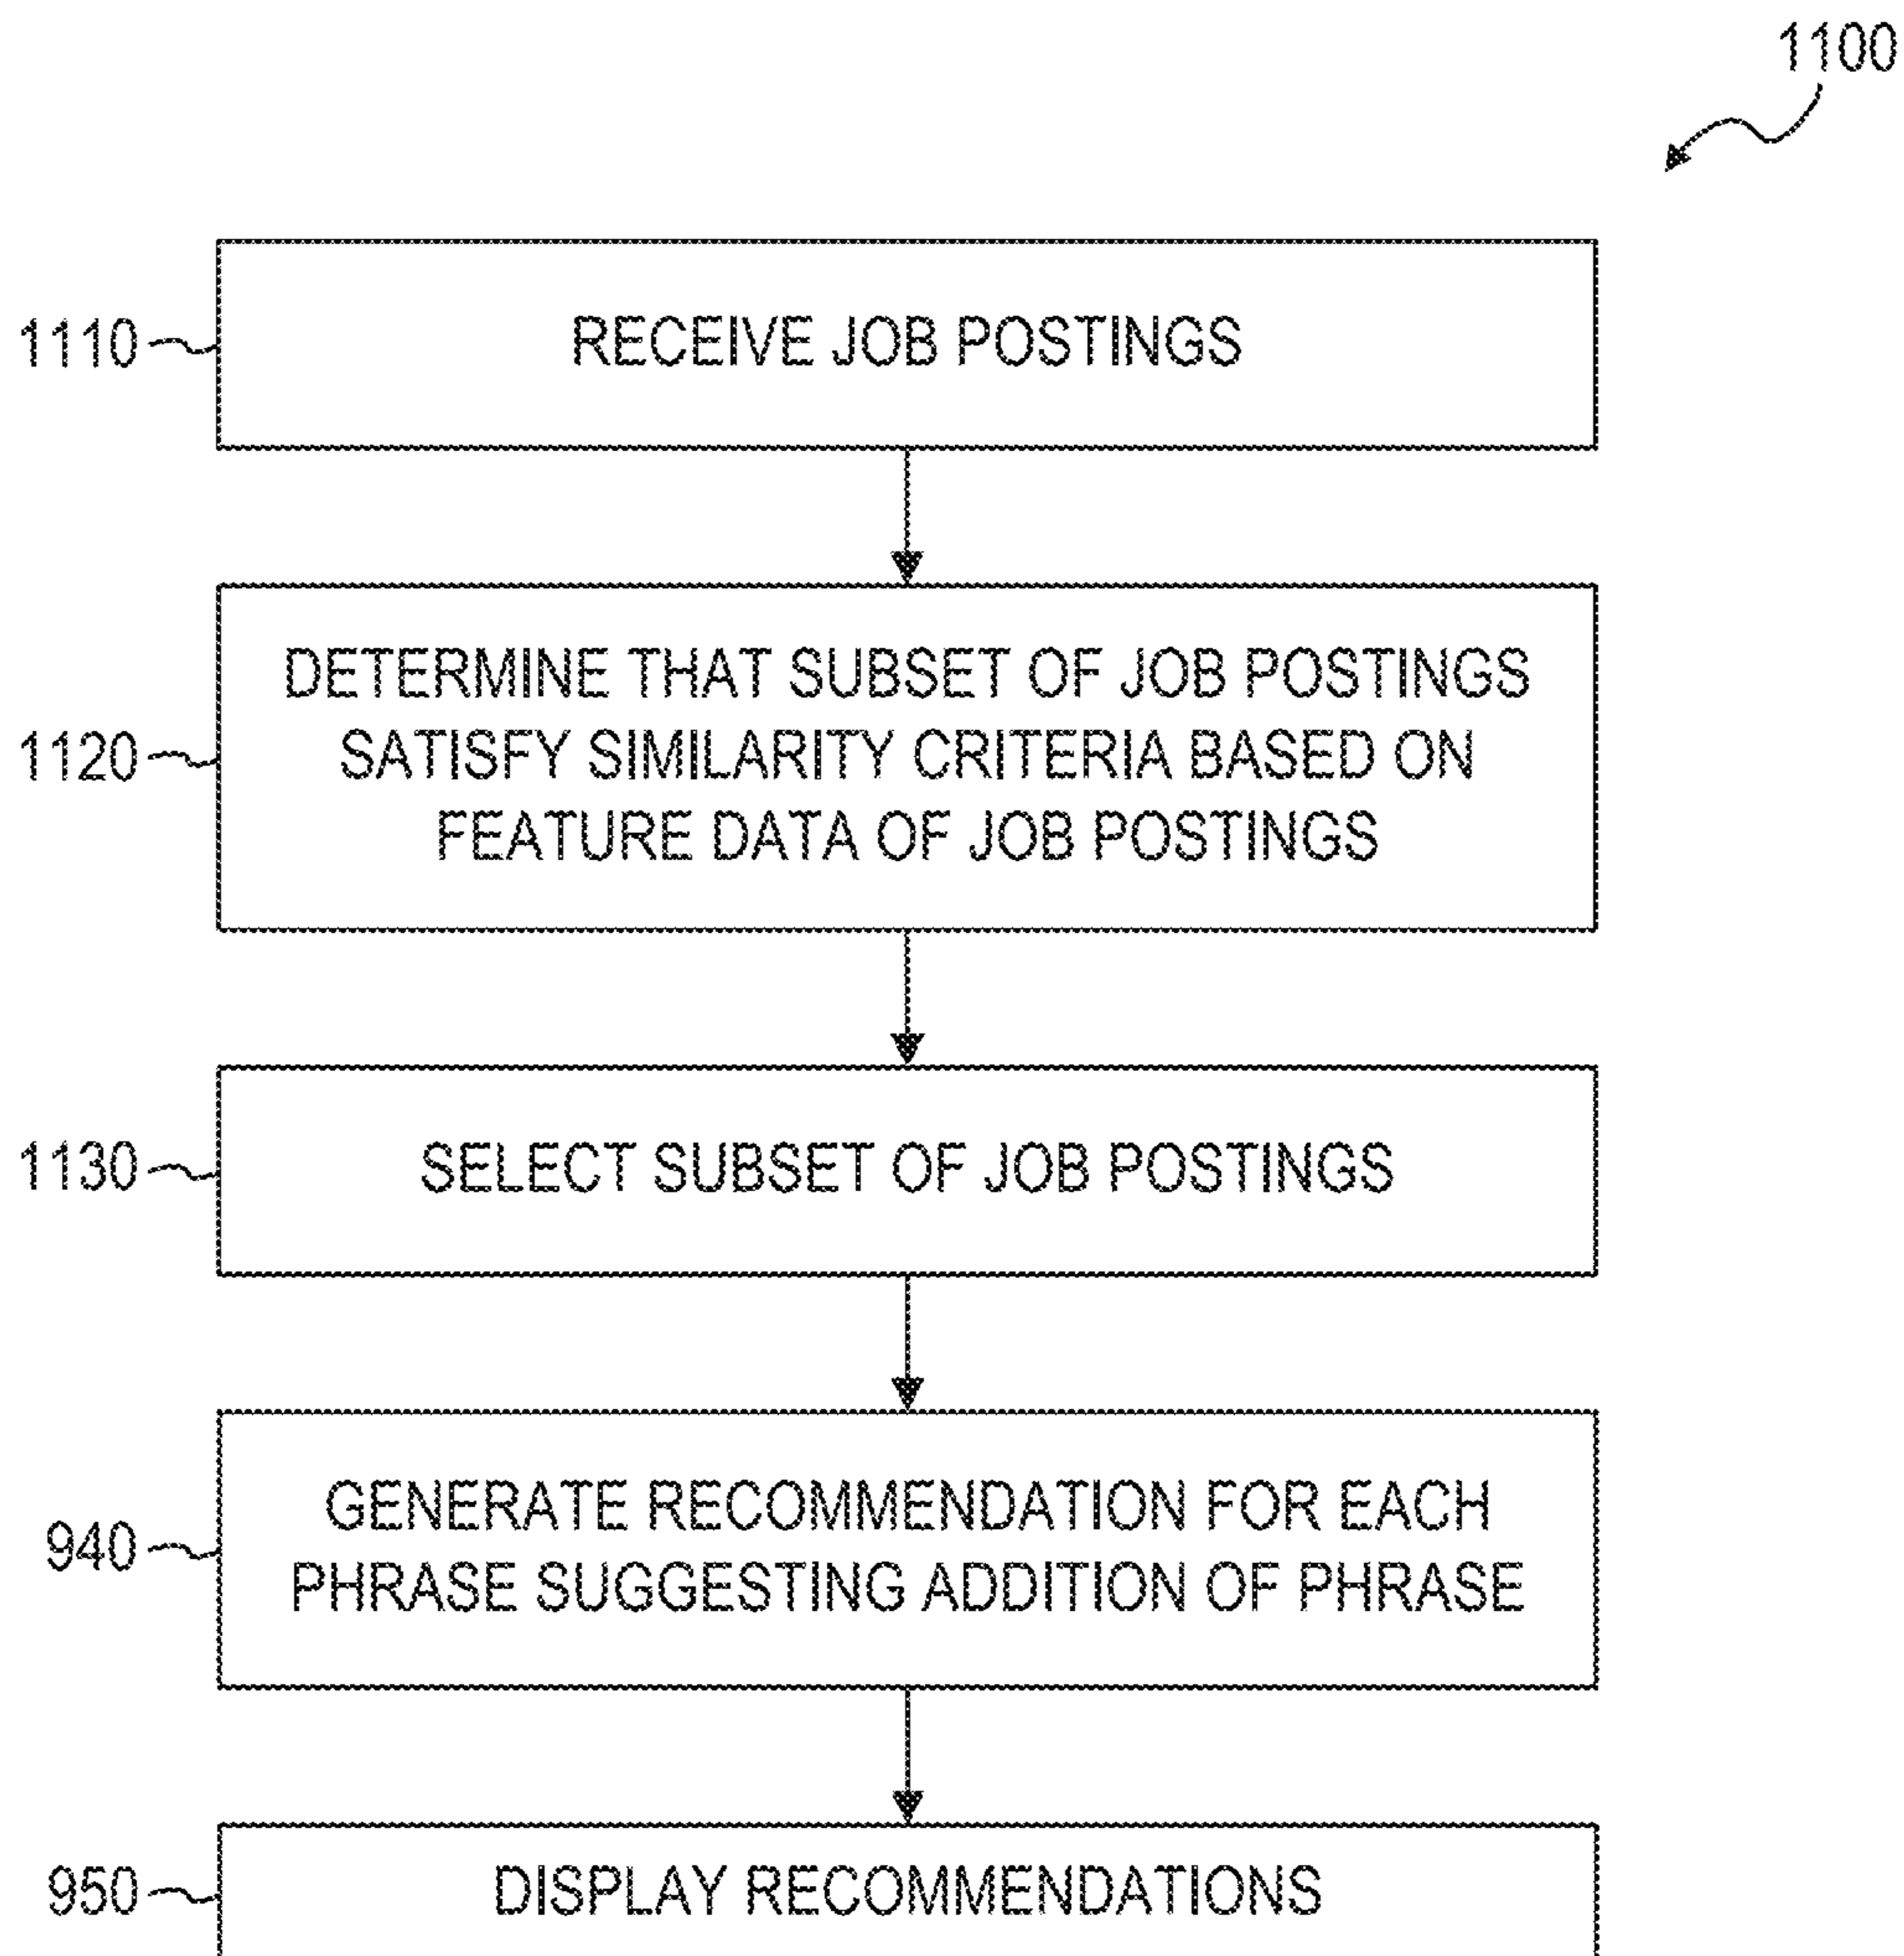 1100
1110
RECEIVE JOB POSTINGS
1120
DETERMINE THAT SUBSET OF JOB POSTINGS
SATISFY SIMILARITY CRITERIA BASED ON
FEATURE DATA OF JOB POSTINGS
1130
SELECT SUBSET OF JOB POSTINGS
940
GENERATE RECOMMENDATION FOR EACH
PHRASE SUGGESTING ADDITION OF PHRASE
950
DISPLAY RECOMMENDATIONS